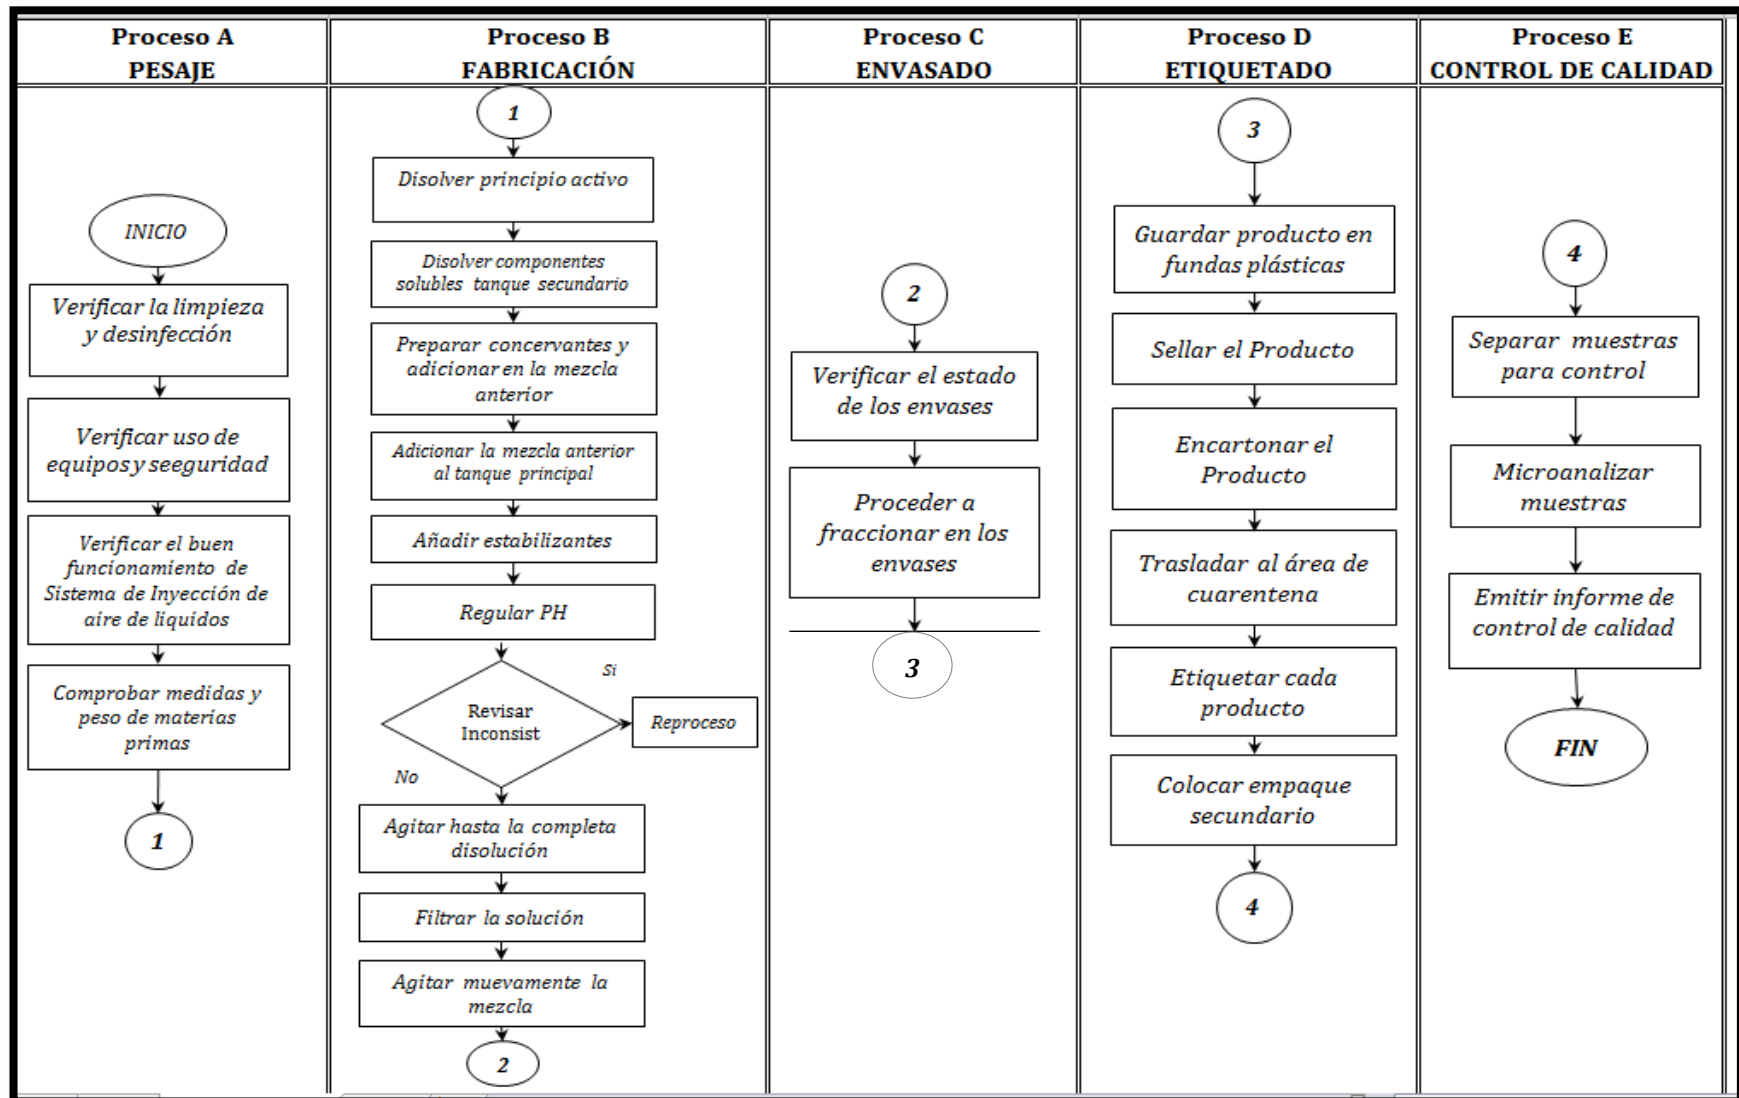 Proceso A
PESAJE
Proceso B
FABRICACIÓN
Proceso C
ENVASADO
Proceso D
ETIQUETADO
Proceso E
CONTROL DE CALIDAD
INICIO
Verificar la limpieza
y desinfección
Verificar uso de
equipos y seeguridad
Verificar el buen
funcionamiento de
Sistema de Inyección de
aire de liquidos
Comprobar medidas y
peso de materias
primas
1
1
Disolver principio activo
Disolver componentes
solubles tanque secundario
Preparar concervantes y
adicionar en la mezcla
anterior
Adicionar la mezcla anterior
al tanque principal
Añadir estabilizantes
Regular PH
Revisar
Inconsist
Si
Reproceso
No
Agitar hasta la completa
disolución
Filtrar la solución
Agitar muevamente la
mezcla
2
2
Verificar el estado
de los envases
Proceder a
fraccionar en los
envases
3
3
Guardar producto en
fundas plásticas
Sellar el Producto
Encartonar el
Producto
Trasladar al área de
cuarentena
Etiquetar cada
producto
Colocar empaque
secundario
4
4
Separar muestras
para control
Microanalizar
muestras
Emitir informe de
control de calidad
FIN